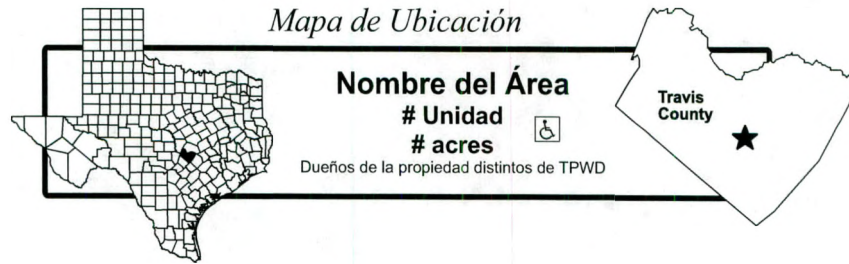 Mapa de Ubicación
Nombre del Área
# Unidad
# acres
Dueños de la propiedad distintos de TPWD
Travis
County